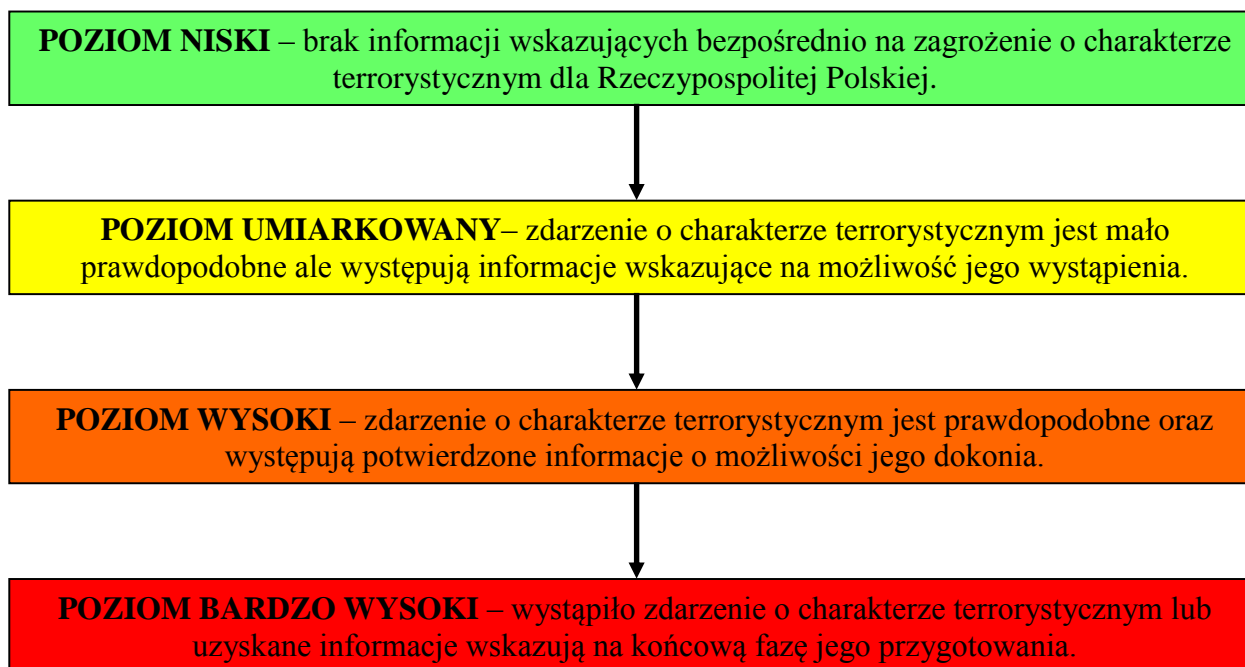 POZIOM NISKI – brak informacji wskazujących bezpośrednio na zagrożenie o charakterze
terrorystycznym dla Rzeczypospolitej Polskiej.
POZIOM UMIARKOWANY– zdarzenie o charakterze terrorystycznym jest mało
prawdopodobne ale występują informacje wskazujące na możliwość jego wystąpienia.
POZIOM WYSOKI – zdarzenie o charakterze terrorystycznym jest prawdopodobne oraz
występują potwierdzone informacje o możliwości jego dokonia.
POZIOM BARDZO WYSOKI – wystąpiło zdarzenie o charakterze terrorystycznym lub
uzyskane informacje wskazują na końcową fazę jego przygotowania.